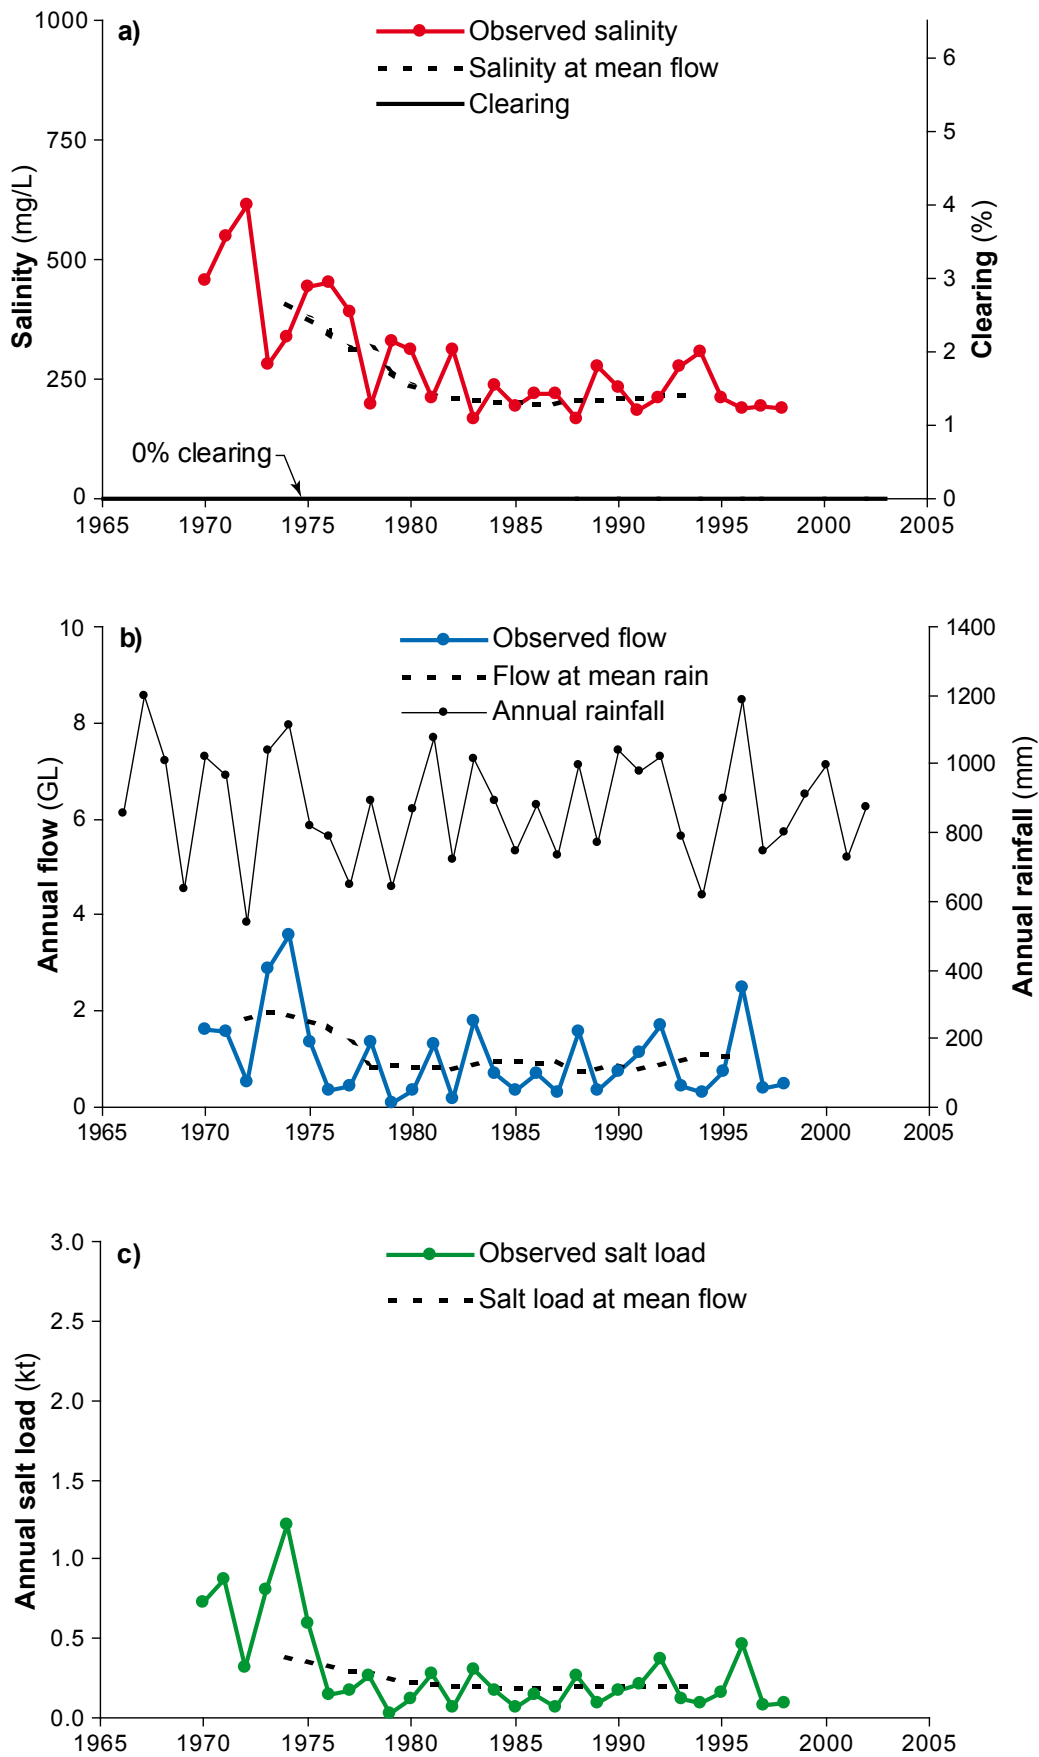 a)
Observed salinity
Salinity at mean flow
Clearing
1000
750
500
250
0
Salinity (mg/L)
6
5
4
3
2
1
0
Clearing (%)
0% clearing
1965 1970 1975 1980 1985 1990 1995 2000 2005
b)
Observed flow
Flow at mean rain
Annual rainfall
10
8
6
4
2
0
Annual flow (GL)
1400
1200
1000
800
600
400
200
0
Annual rainfall (mm)
1965 1970 1975 1980 1985 1990 1995 2000 2005
c)
Observed salt load
Salt load at mean flow
3.0
2.5
2.0
1.5
1.0
0.5
0.0
Annual salt load (kt)
1965 1970 1975 1980 1985 1990 1995 2000 2005